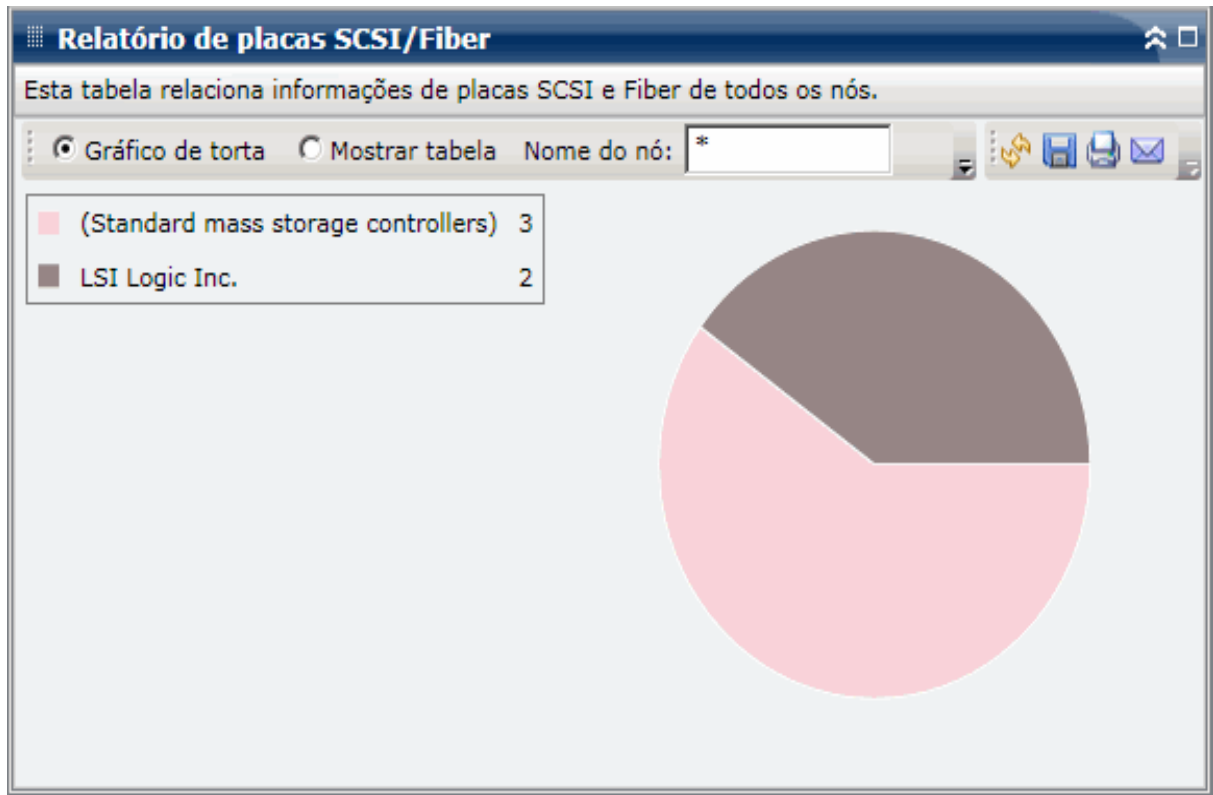 Relatório de placas SCSI/Fiber
Esta tabela relaciona informações de placas SCSI e Fiber de todos os nós.
Gráfico de torta Mostrar tabela Nome do nó: *
(Standard mass storage controllers) 3
LSI Logic Inc. 2